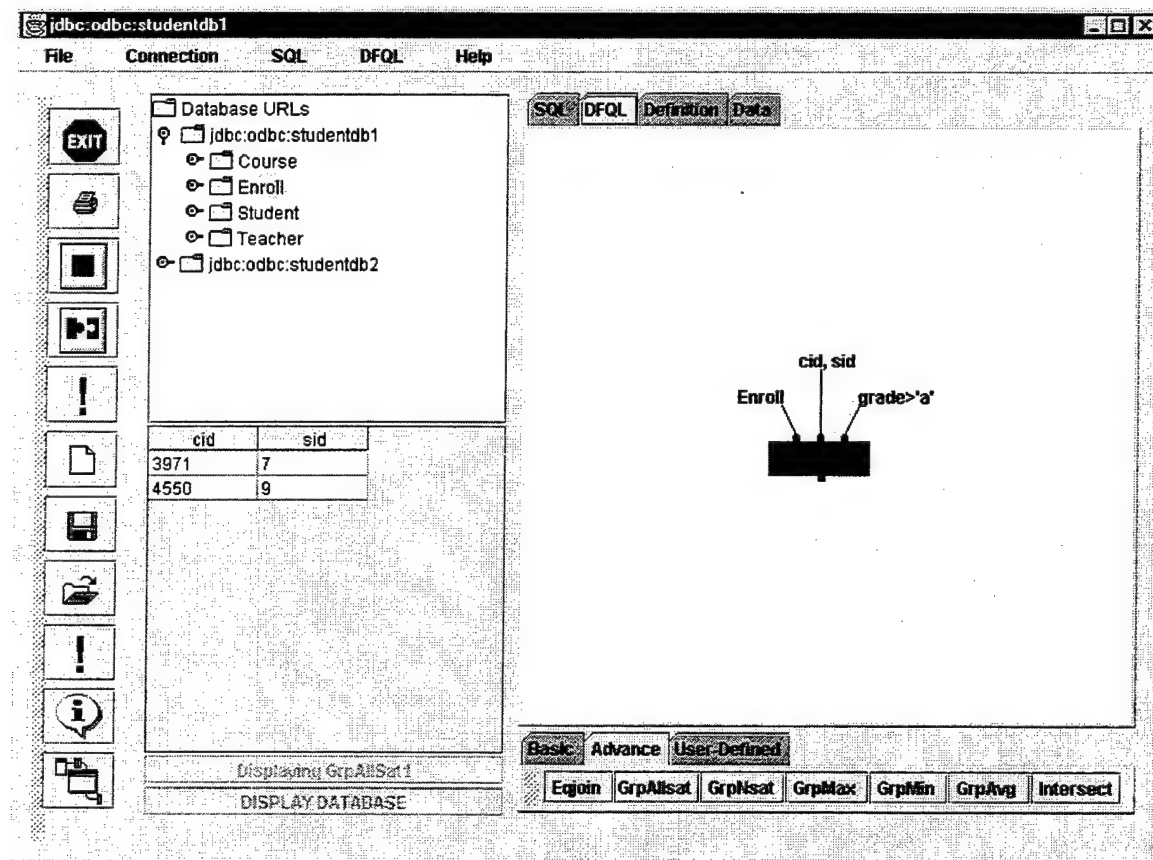 jdbc:odbc:studentdb1
File Connection SQL DFQL Help
EXIT
Database URLs
jdbc:odbc:studentdb1
Course
Enroll
Student
Teacher
jdbc:odbc:studentdb2
cid sid
3971 7
4550 9
Displaying GrpAllSat1
DISPLAY DATABASE
SQL DFQL Definition Data
cid, sid
Enroll grade>'a'
Basic Advance User-Defined
Eqjoin GrpAllsat GrpNsat GrpMax GrpMin GrpAvg Intersect